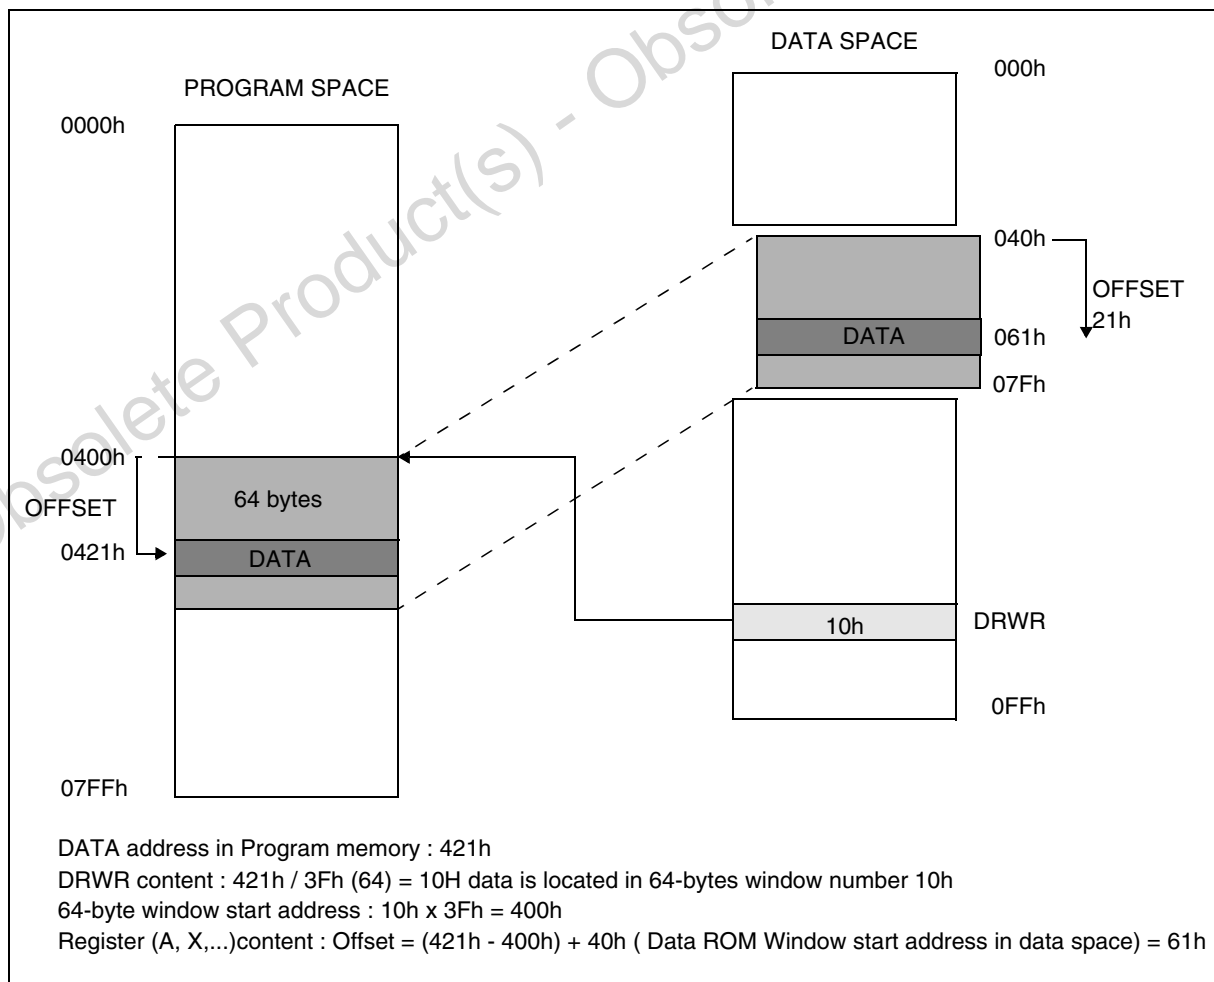 Obsolete Product(s) - Obsol
DATA SPACE
000h
PROGRAM SPACE
0000h
040h
OFFSET
21h
DATA
061h
07Fh
0400h
64 bytes
OFFSET
0421h
DATA
10h
DRWR
0FFh
07FFh
DATA address in Program memory : 421h
DRWR content : 421h / 3Fh (64) = 10H data is located in 64-bytes window number 10h
64-byte window start address : 10h x 3Fh = 400h
Register (A, X,...)content : Offset = (421h - 400h) + 40h ( Data ROM Window start address in data space) = 61h